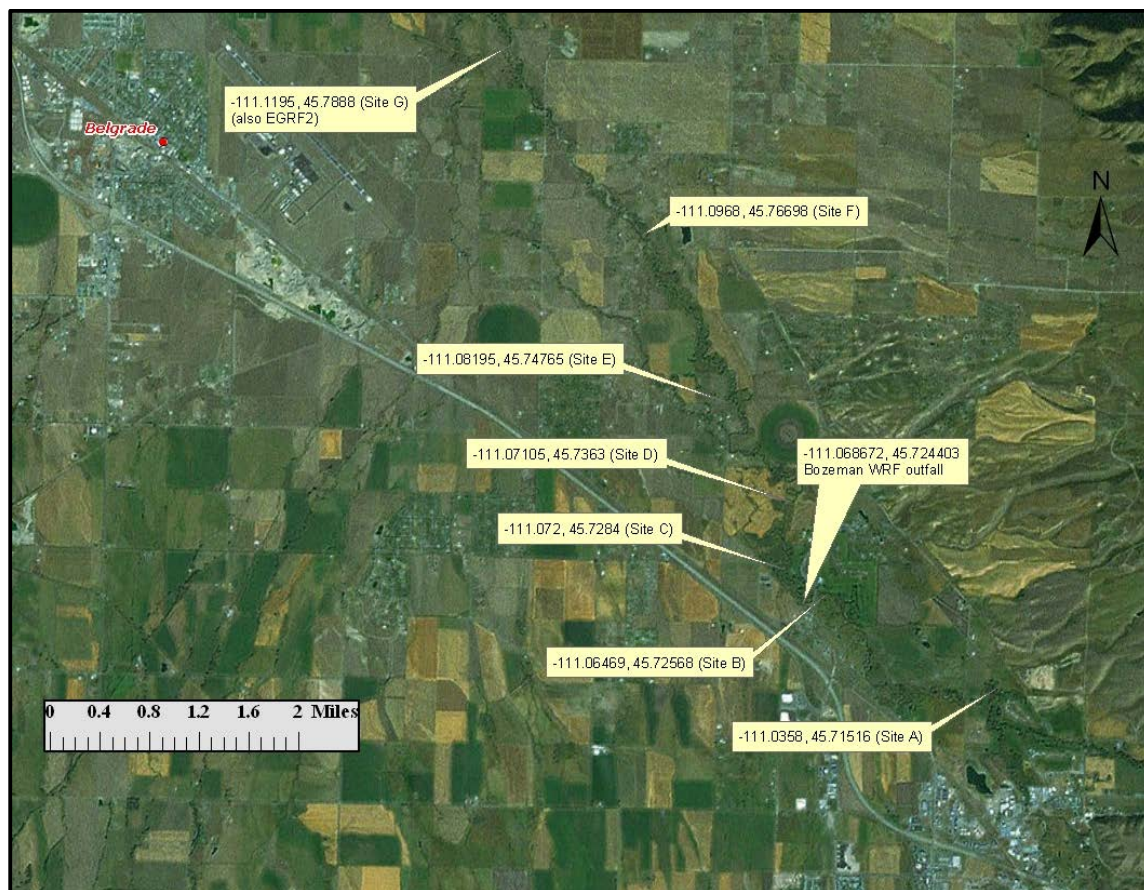 -111.1195, 45.7888 (Site G)
(also EGRF2)
Belgrade
N
-111.0968, 45.76698 (Site F)
-111.08195, 45.74765 (Site E)
-111.07105, 45.7363 (Site D)
-111.068672, 45.724403
Bozeman WRF outfall
-111.072, 45.7284 (Site C)
-111.06469, 45.72568 (Site B)
-111.0358, 45.71516 (Site A)
0 0.4 0.8 1.2 1.6 2 Miles